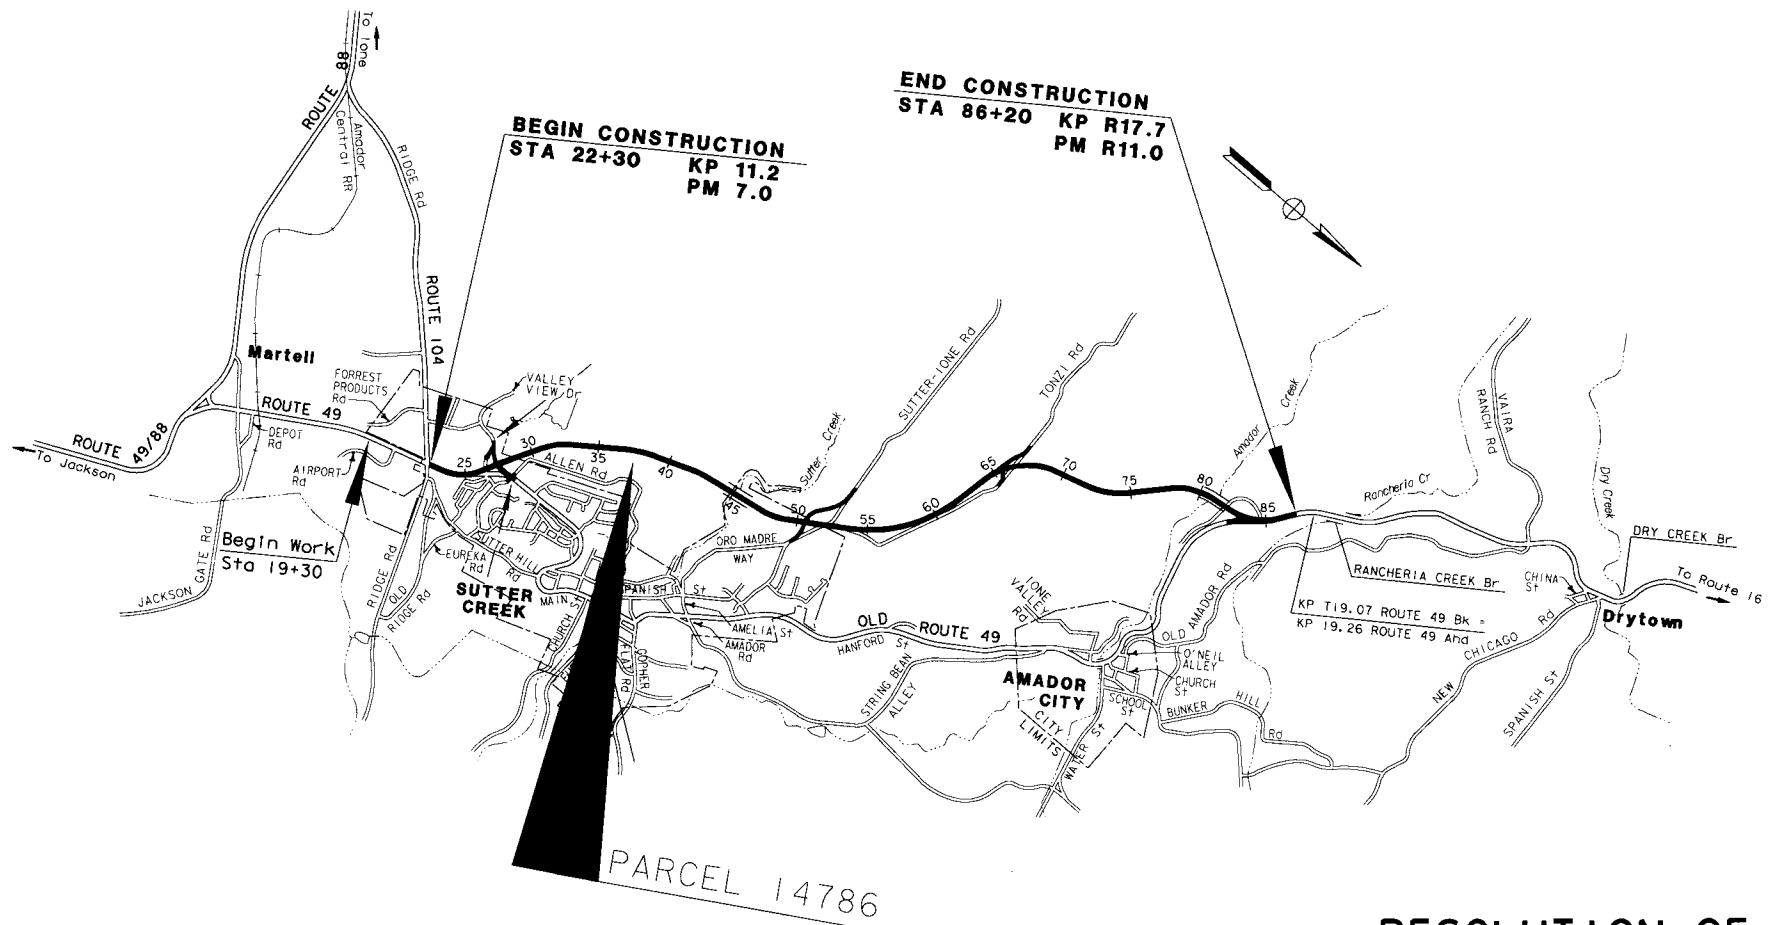 To Ione
ROUTE 88
Amador
Central RR
RIDGE Rd
BEGIN CONSTRUCTION
STA 22+30 KP 11.2
PM 7.0
END CONSTRUCTION
STA 86+20 KP R17.7
PM R11.0
ROUTE 104
Martell
FORREST
PRODUCTS
Rd
VALLEY
VIEW Dr
ROUTE 49
DEPOT
Rd
ROUTE 49/88
To Jackson
AIRPORT
Rd
25
30
35
40
45
50
55
60
65
70
75
80
85
ALLEN Rd
Sutter Creek
SUTTER-IONE Rd
TONZI Rd
Amador Creek
Rancheria Cr
VAIRA
RANCH Rd
Dry Creek
DRY CREEK Br
To Route 16
Begin Work
Sta 19+30
JACKSON GATE Rd
RIDGE Rd
OLD
RIDGE Rd
EUREKA
Rd
SUTTER HILL
Rd
SUTTER
CREEK
MAIN
SPANISH St
CHURCH St
ORO MADRE
WAY
AMELIA St
AMADOR
Rd
GOPHER
FLAT Rd
OLD ROUTE 49
HANFORD St
STRING BEAN
ALLEY
IONE
VALLEY
Rd
AMADOR
CITY
CITY
LIMITS
WATER St
SCHOOL
St
CHURCH
St
O'NEIL
ALLEY
OLD AMADOR Rd
BUNKER HILL
Rd
RANCHERIA CREEK Br
KP T19.07 ROUTE 49 Bk =
KP 19.26 ROUTE 49 Ahd
CHINA
St
Drytown
NEW CHICAGO Rd
SPANISH St
PARCEL 14786
RESOLUTION OF